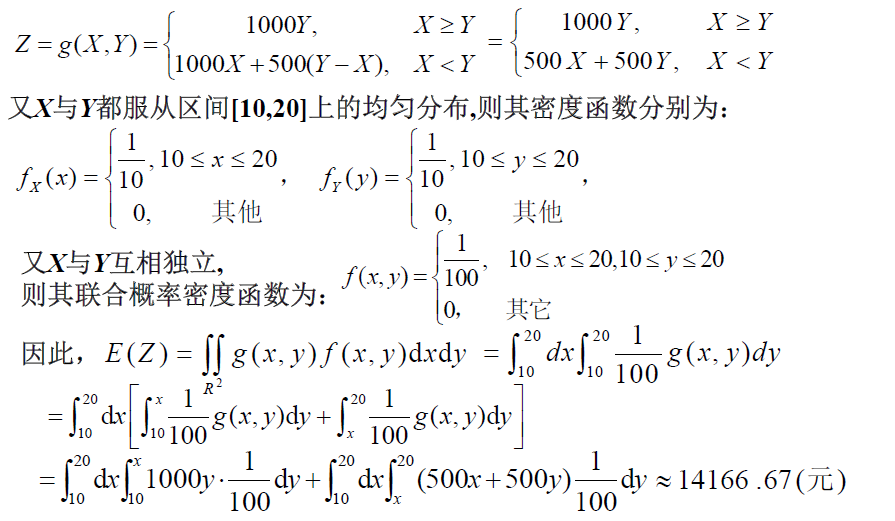 Z = g(X,Y) = { 1000Y, X ≥ Y; 1000X + 500(Y − X), X < Y } = { 1000Y, X ≥ Y; 500X + 500Y, X < Y }
又X与Y都服从区间[10,20]上的均匀分布,则其密度函数分别为：
f_X(x) = { 1/10, 10 ≤ x ≤ 20; 0, 其他 ， f_Y(y) = { 1/10, 10 ≤ y ≤ 20; 0, 其他 ，
又X与Y互相独立,
则其联合概率密度函数为： f(x,y) = { 1/100, 10≤x≤20,10≤y≤20; 0， 其它
因此，E(Z) = ∬_{R^2} g(x,y) f(x,y)dxdy = ∫_{10}^{20} dx ∫_{10}^{20} 1/100 g(x,y)dy
= ∫_{10}^{20} dx [ ∫_{10}^{x} 1/100 g(x,y)dy + ∫_{x}^{20} 1/100 g(x,y)dy ]
= ∫_{10}^{20} dx ∫_{10}^{x} 1000y · 1/100 dy + ∫_{10}^{20} dx ∫_{x}^{20} (500x+500y) 1/100 dy ≈ 14166.67(元)